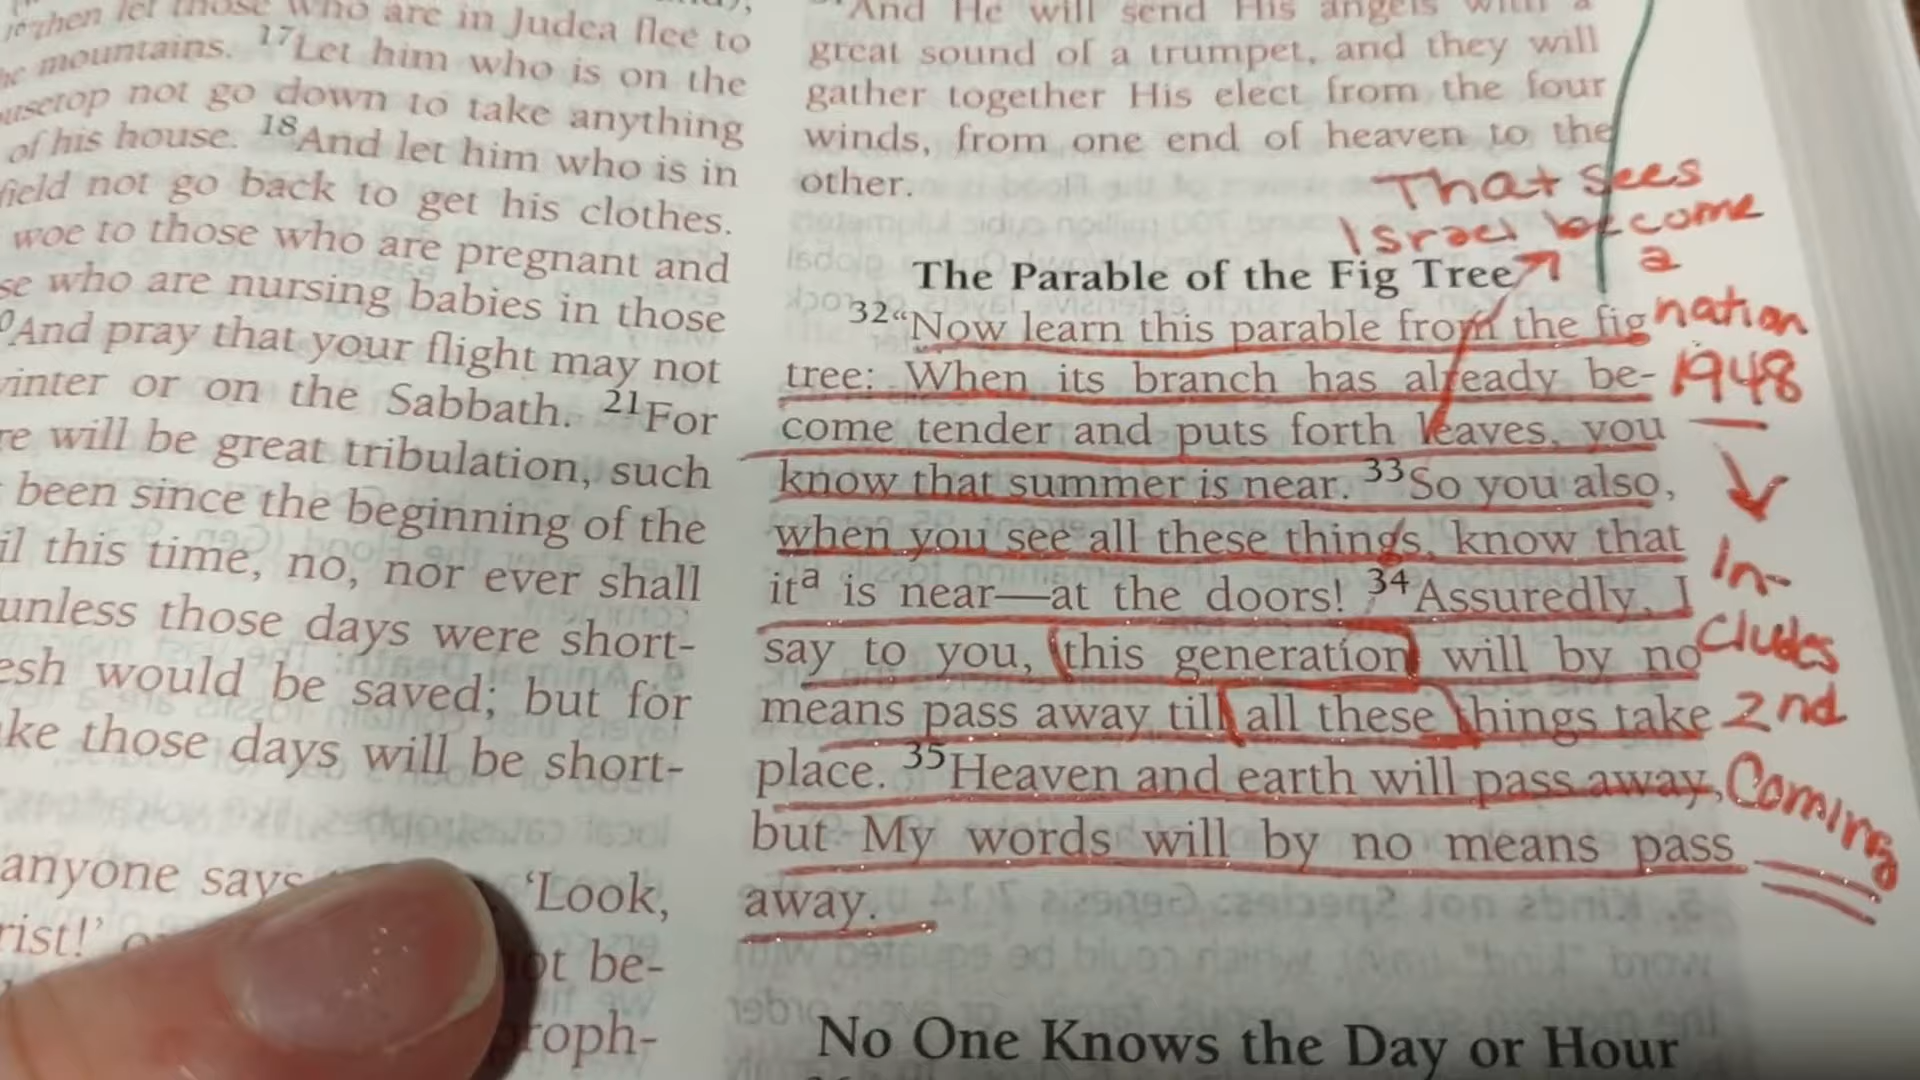 then let those who are in Judea flee to
mountains. 17Let him who is on the
not go down to take anything
of his house. 18And let him who is in
field not go back to get his clothes.
woe to those who are pregnant and
who are nursing babies in those
And pray that your flight may not
or on the Sabbath. 21For
will be great tribulation, such
been since the beginning of the
this time, no, nor ever shall
unless those days were short-
would be saved; but for
those days will be short-
anyone says 'Look,
be-
And He will send His angels with a
great sound of a trumpet, and they will
gather together His elect from the four
winds, from one end of heaven to the
other.
The Parable of the Fig Tree
32“Now learn this parable from the fig
tree: When its branch has already be-
come tender and puts forth leaves, you
know that summer is near. 33So you also,
when you see all these things, know that
ita is near—at the doors! 34Assuredly, I
say to you, this generation will by no
means pass away till all these things take
place. 35Heaven and earth will pass away,
but My words will by no means pass
away.
No One Knows the Day or Hour
That sees
Israel become
a
nation
1948
In-
cludes
2nd
Coming